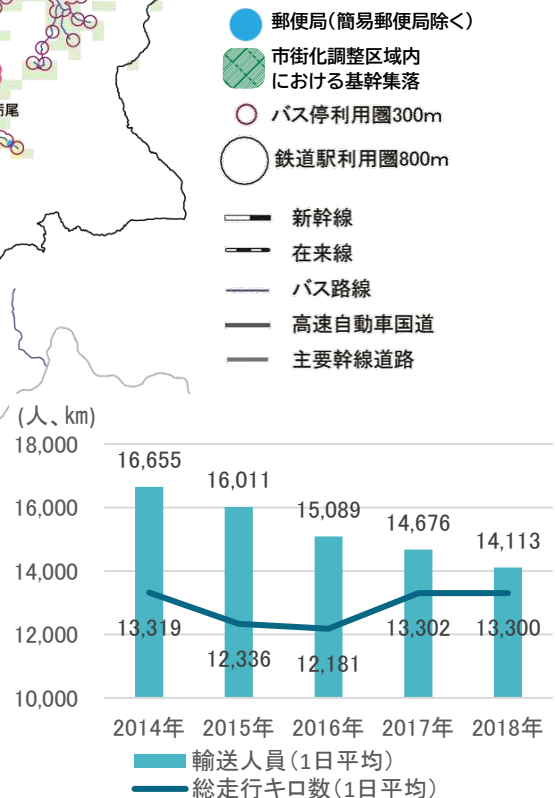 郵便局(簡易郵便局除く)
市街化調整区域内
における基幹集落
バス停利用圏300m
鉄道駅利用圏800m
新幹線
在来線
バス路線
高速自動車国道
主要幹線道路
尾
(人、km)
18,000
16,000
14,000
12,000
10,000
16,655
16,011
15,089
14,676
14,113
13,319
12,336
12,181
13,302
13,300
2014年
2015年
2016年
2017年
2018年
輸送人員(1日平均)
総走行キロ数(1日平均)